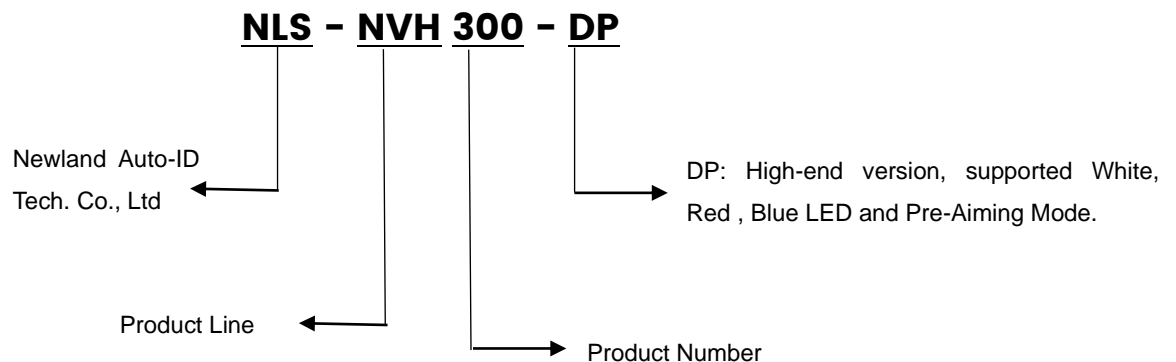 NLS - NVH 300 - DP
Newland Auto-ID
Tech. Co., Ltd
DP: High-end version, supported White,
Red , Blue LED and Pre-Aiming Mode.
Product Line
Product Number